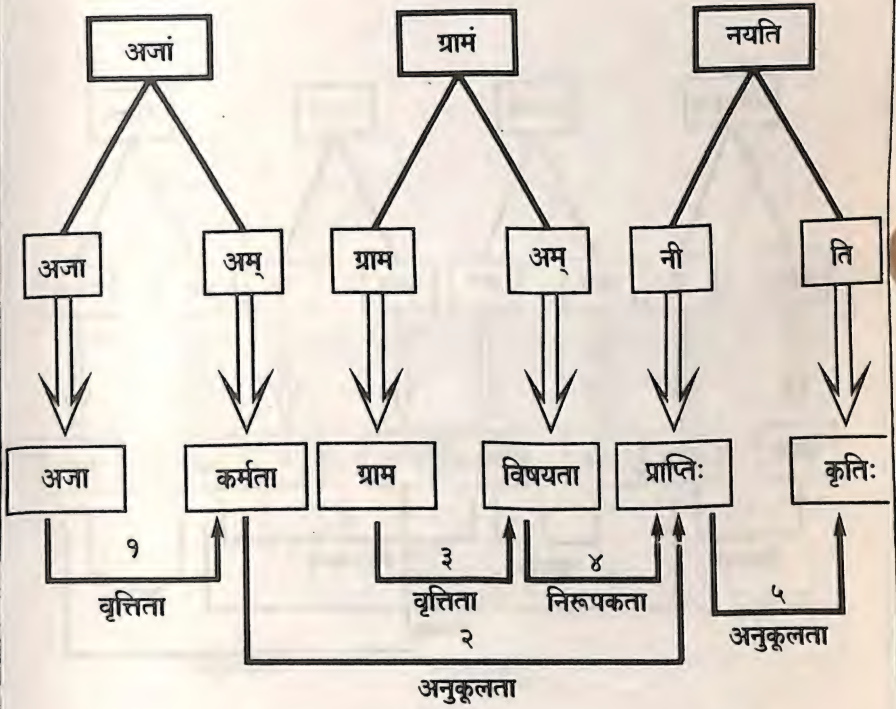 अजां ग्रामं नयति
अजा अम् ग्राम अम् नी ति
अजा कर्मता ग्राम विषयता प्राप्तिः कृतिः
१ ३ ४ ५
वृत्तिता वृत्तिता निरूपकता अनुकूलता
२
अनुकूलता